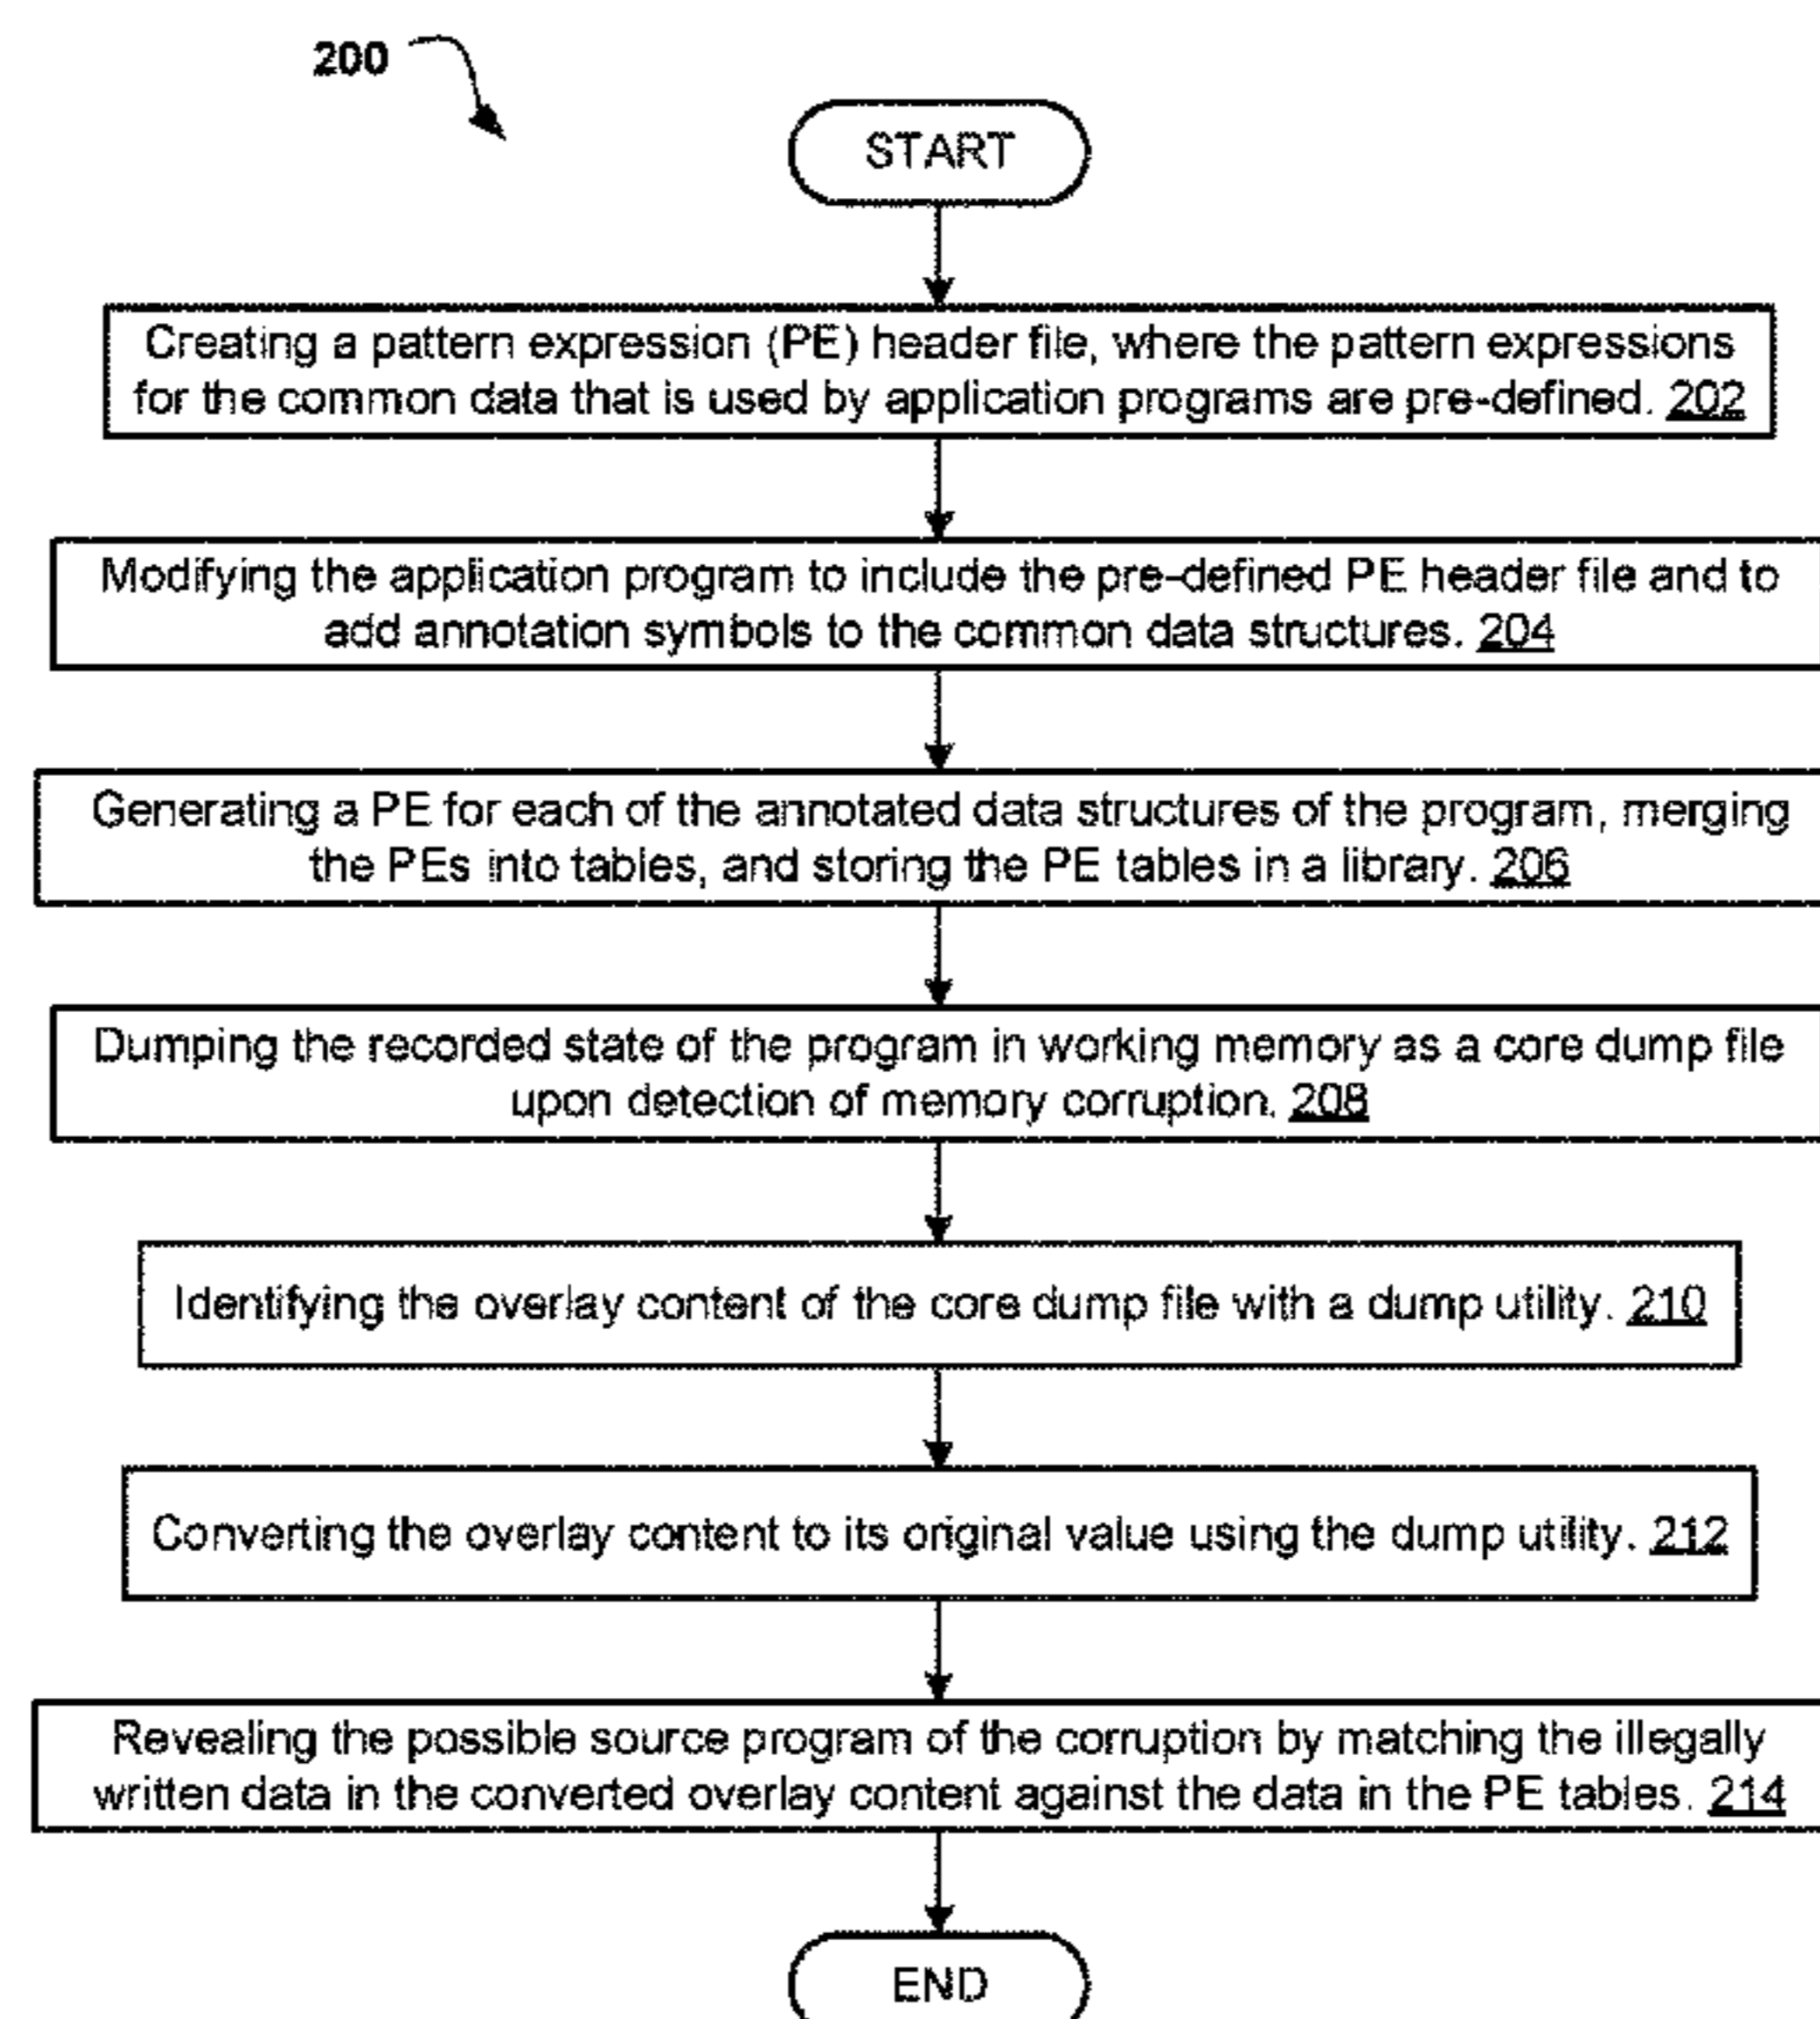 200
START
Creating a pattern expression (PE) header file, where the pattern expressions
for the common data that is used by application programs are pre-defined. 202
Modifying the application program to include the pre-defined PE header file and to
add annotation symbols to the common data structures. 204
Generating a PE for each of the annotated data structures of the program, merging
the PEs into tables, and storing the PE tables in a library. 206
Dumping the recorded state of the program in working memory as a core dump file
upon detection of memory corruption. 208
Identifying the overlay content of the core dump file with a dump utility. 210
Converting the overlay content to its original value using the dump utility. 212
Revealing the possible source program of the corruption by matching the illegally
written data in the converted overlay content against the data in the PE tables. 214
END